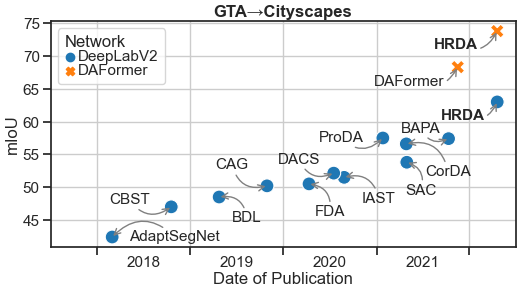 GTA→Cityscapes
75
70
65
60
55
50
45
mIoU
Network
DeepLabV2
DAFormer
HRDA
DAFormer
HRDA
ProDA
BAPA
CorDA
SAC
DACS
IAST
FDA
CAG
BDL
CBST
AdaptSegNet
2018
2019
2020
2021
Date of Publication